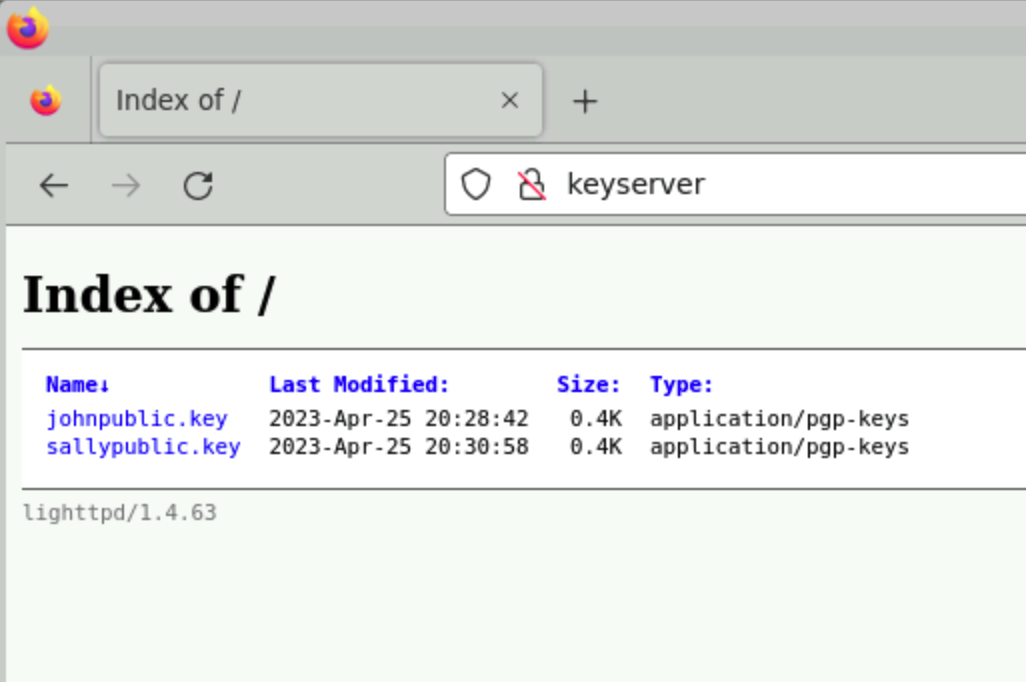 Index of /
keyserver
Index of /
Name↓ Last Modified: Size: Type:
johnpublic.key 2023-Apr-25 20:28:42 0.4K application/pgp-keys
sallypublic.key 2023-Apr-25 20:30:58 0.4K application/pgp-keys
lighttpd/1.4.63